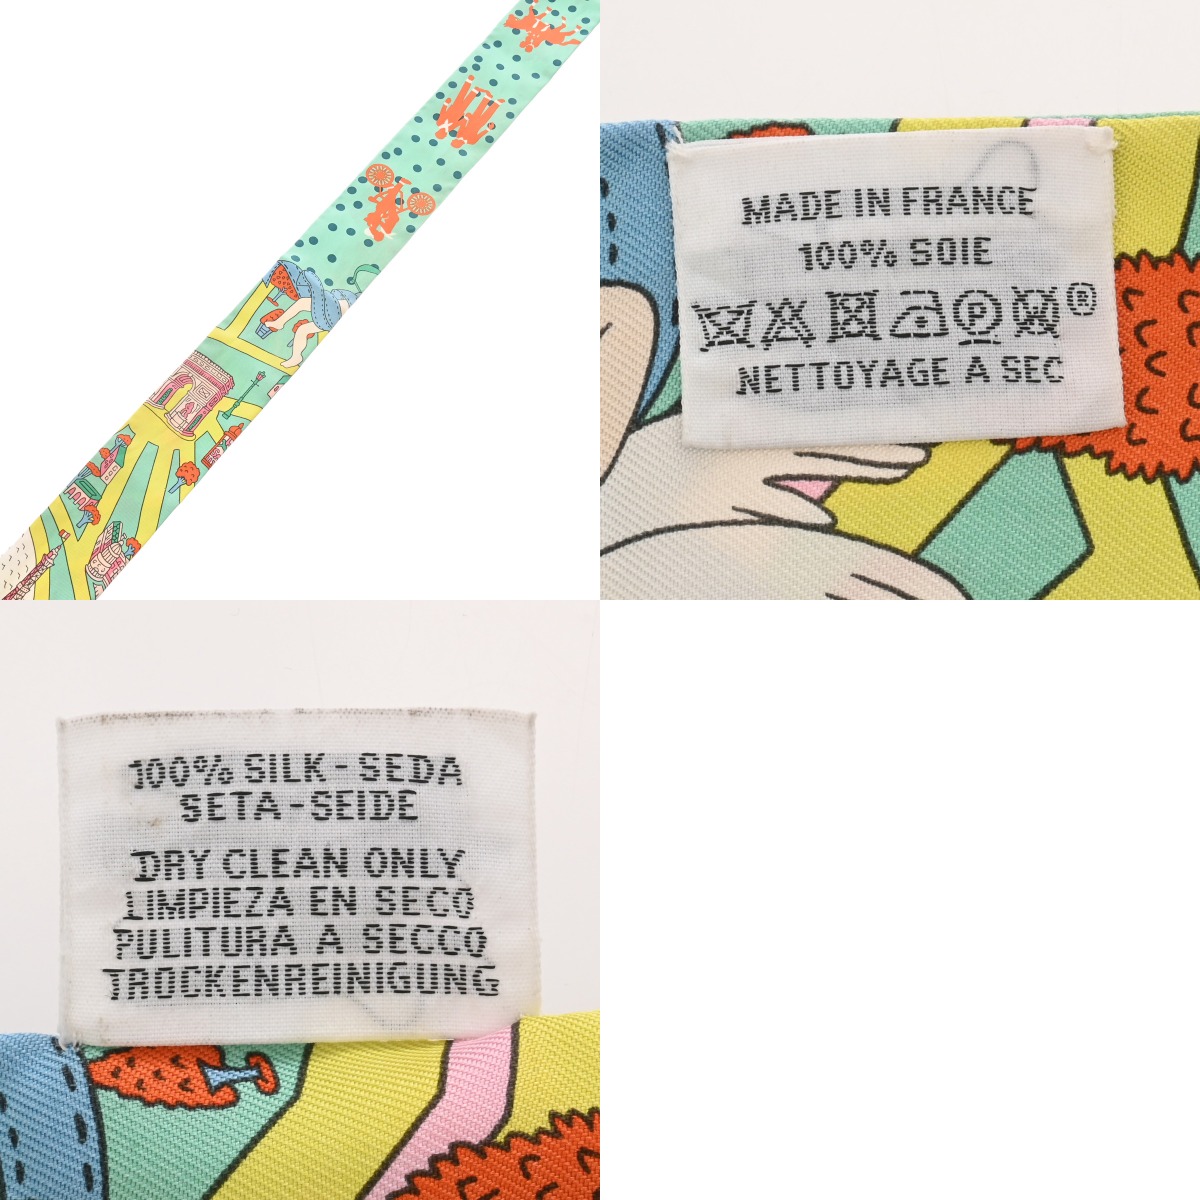 MADE IN FRANCE
100% SOIE
P ®
NETTOYAGE A SEC
100% SILK - SEDA
SETA - SEIDE
DRY CLEAN ONLY
LIMPIEZA EN SECO
PULITURA A SECCO
TROCKENREINIGUNG